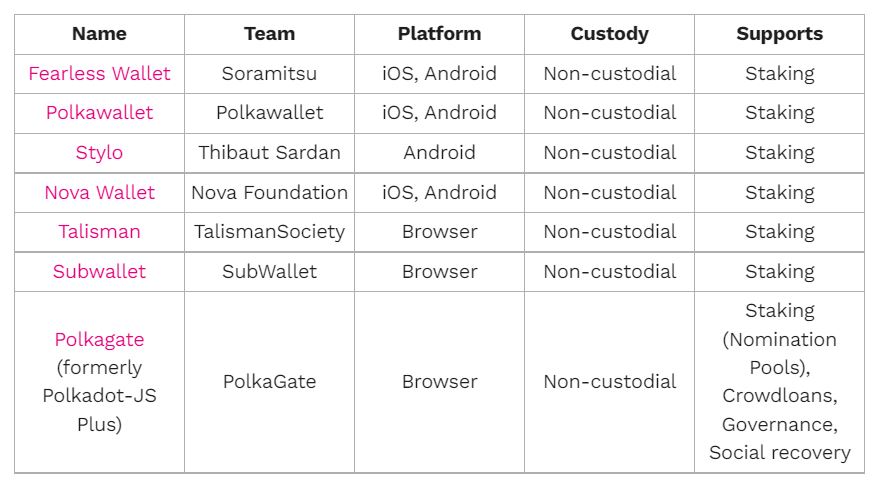 Name Team Platform Custody Supports
Fearless Wallet Soramitsu iOS, Android Non-custodial Staking
Polkawallet Polkawallet iOS, Android Non-custodial Staking
Stylo Thibaut Sardan Android Non-custodial Staking
Nova Wallet Nova Foundation iOS, Android Non-custodial Staking
Talisman TalismanSociety Browser Non-custodial Staking
Subwallet SubWallet Browser Non-custodial Staking
Polkagate
(formerly
Polkadot-JS
Plus)
PolkaGate
Browser
Non-custodial
Staking
(Nomination
Pools),
Crowdloans,
Governance,
Social recovery